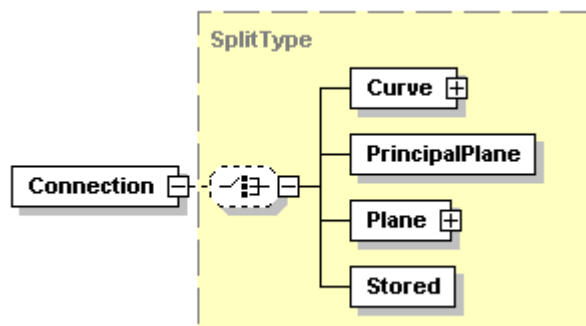 SplitType
Curve
PrincipalPlane
Connection
Plane
Stored